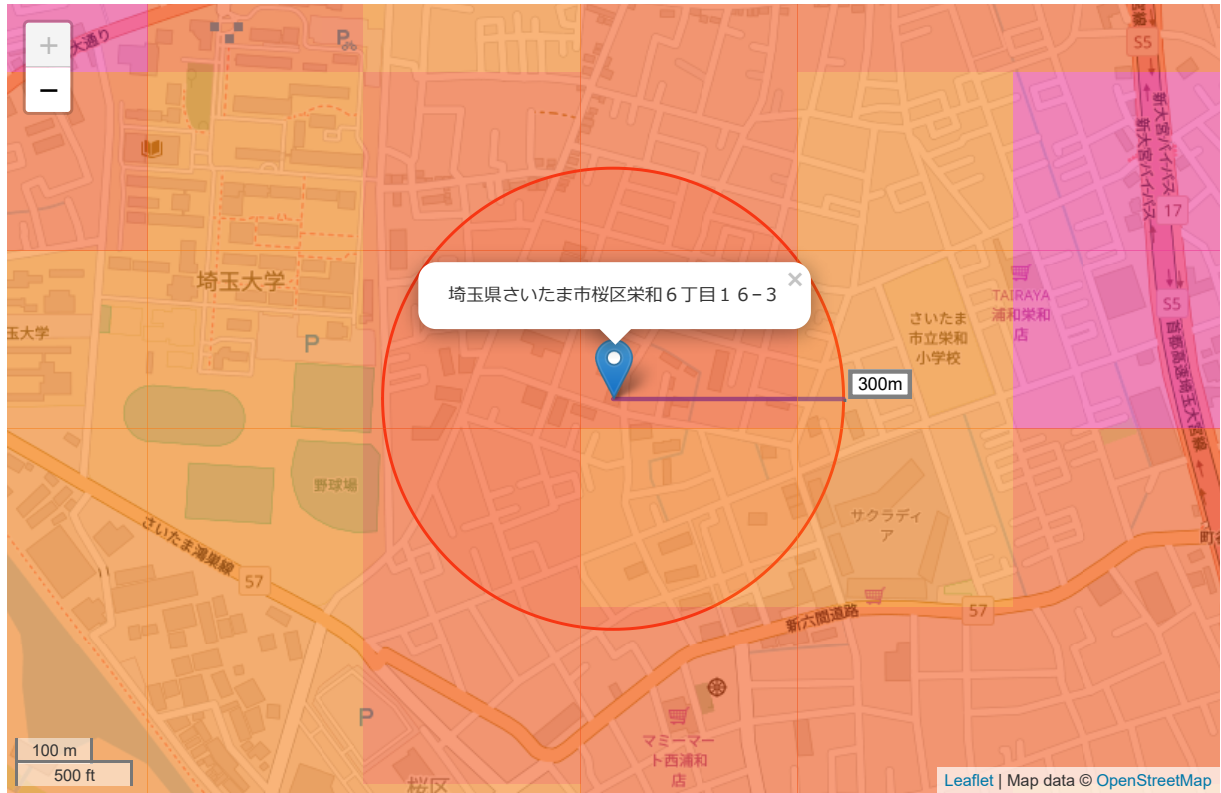 +
−
大通り
P
S5
新大宮バイパス
新大宮バイパス
17
埼玉大学
埼玉県さいたま市桜区栄和６丁目１６−３
×
TAIRAYA
浦和栄和
店
S5
玉大学
P
さいたま
市立栄和
小学校
首都高速埼玉大宮線
300m
野球場
サクラディ
ア
さいたま鴻巣線
57
新六間道路
57
町谷
P
マミーマー
ト西浦和
店
桜区
100 m
500 ft
Leaflet | Map data © OpenStreetMap